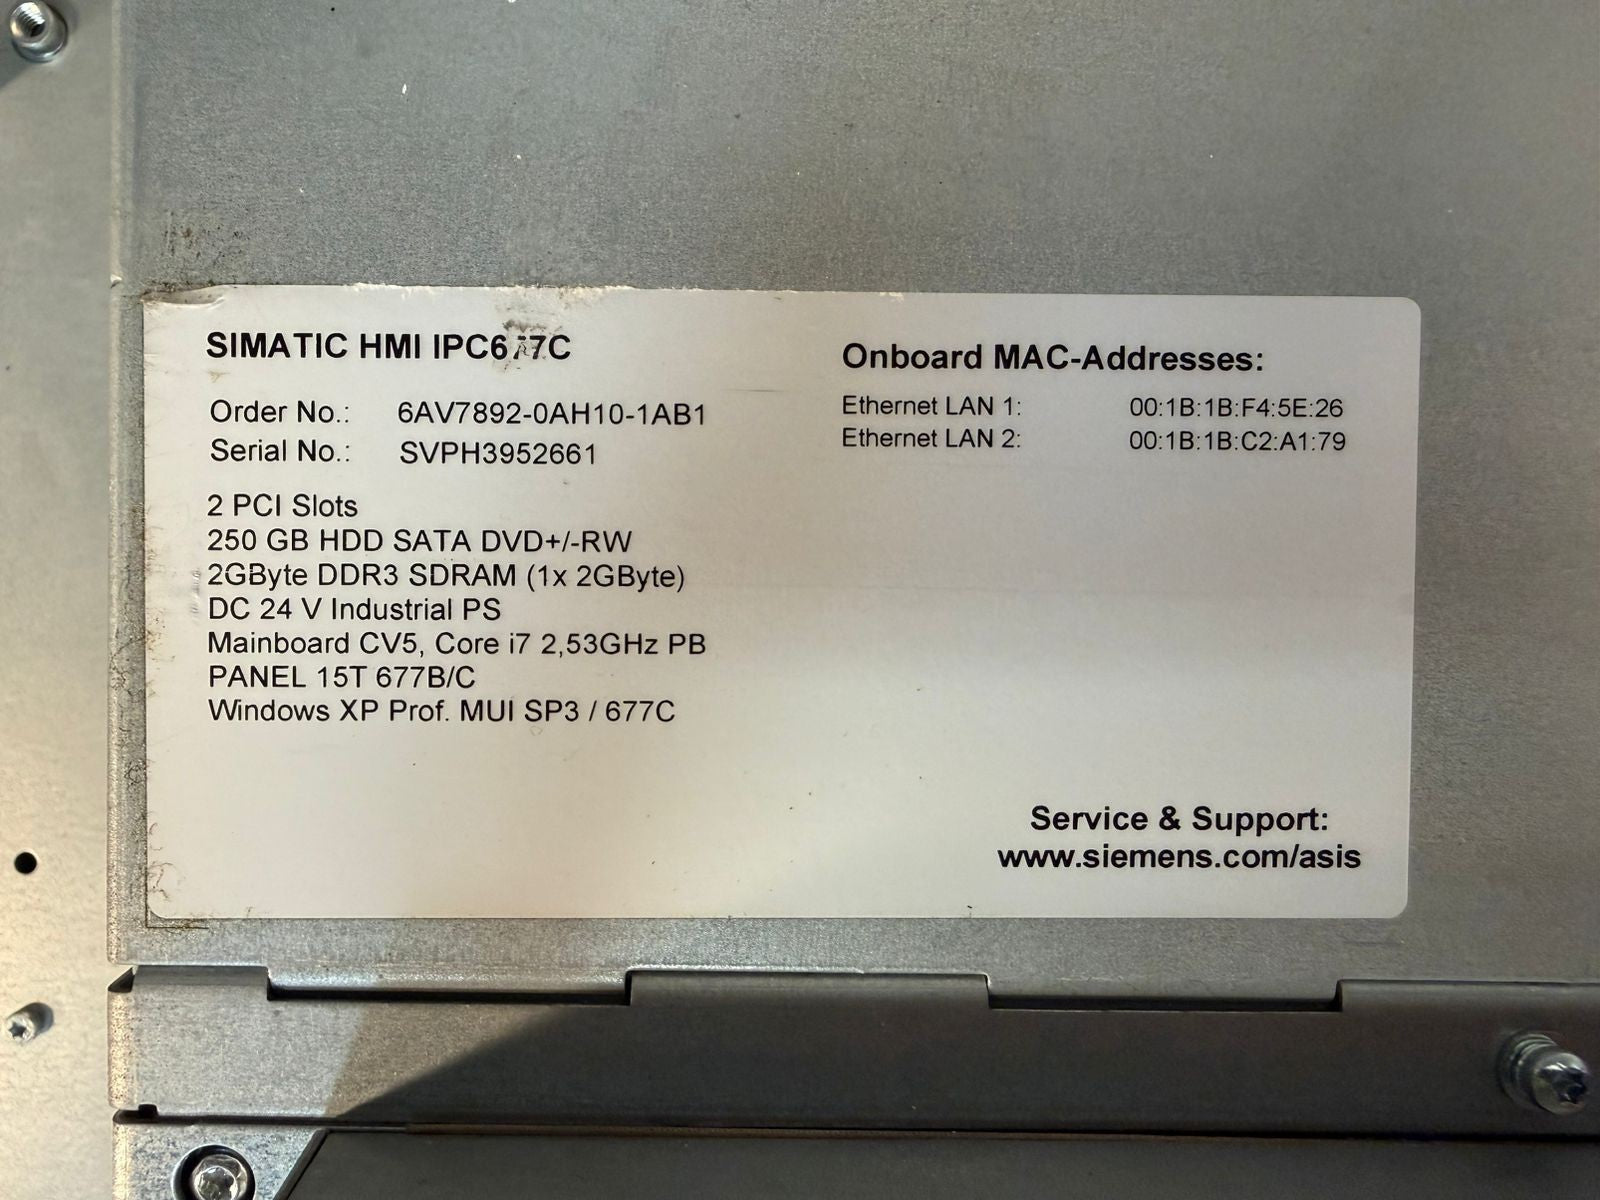 SIMATIC HMI IPC677C
Order No.: 6AV7892-0AH10-1AB1
Serial No.: SVPH3952661
2 PCI Slots
250 GB HDD SATA DVD+/-RW
2GByte DDR3 SDRAM (1x 2GByte)
DC 24 V Industrial PS
Mainboard CV5, Core i7 2,53GHz PB
PANEL 15T 677B/C
Windows XP Prof. MUI SP3 / 677C
Onboard MAC-Addresses:
Ethernet LAN 1: 00:1B:1B:F4:5E:26
Ethernet LAN 2: 00:1B:1B:C2:A1:79
Service & Support:
www.siemens.com/asis